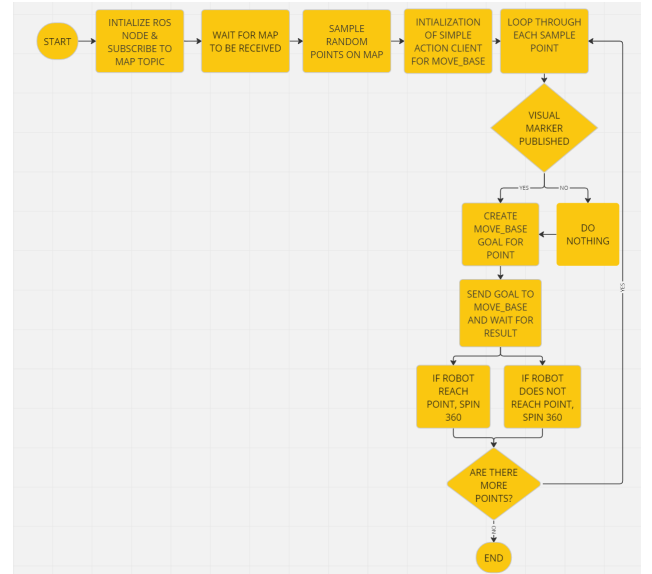 START
INTIALIZE ROS
NODE &
SUBSCRIBE TO
MAP TOPIC
WAIT FOR MAP
TO BE RECEIVED
SAMPLE
RANDOM
POINTS ON MAP
INTIALIZATION
OF SIMPLE
ACTION CLIENT
FOR MOVE_BASE
LOOP THROUGH
EACH SAMPLE
POINT
VISUAL
MARKER
PUBLISHED
YES
NO
CREATE
MOVE_BASE
GOAL FOR
POINT
DO
NOTHING
SEND GOAL TO
MOVE_BASE
AND WAIT FOR
RESULT
YES
IF ROBOT
REACH
POINT, SPIN
360
IF ROBOT
DOES NOT
REACH POINT,
SPIN 360
ARE THERE
MORE
POINTS?
NO
END